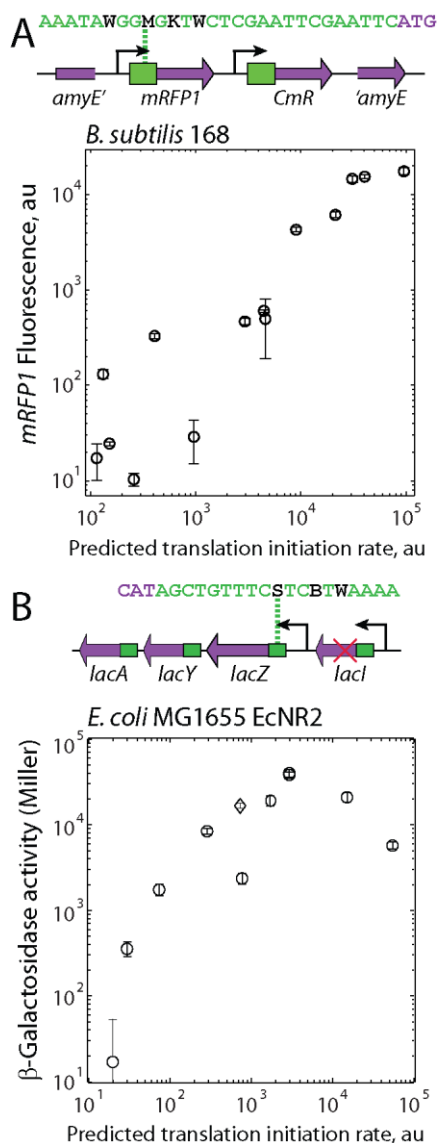 A
AAATAWGGMGKTWCTCGAATTCGAATTCATG
amyE' mRFP1 CmR 'amyE
B. subtilis 168
mRFP1 Fluorescence, au
10^4
10^3
10^2
10^1
10^2 10^3 10^4 10^5
Predicted translation initiation rate, au
B
CATAGCTGTTTCSTCBTWAAAA
lacA lacY lacZ lacI
E. coli MG1655 EcNR2
β-Galactosidase activity (Miller)
10^5
10^4
10^3
10^2
10^1
10^1 10^2 10^3 10^4 10^5
Predicted translation initiation rate, au